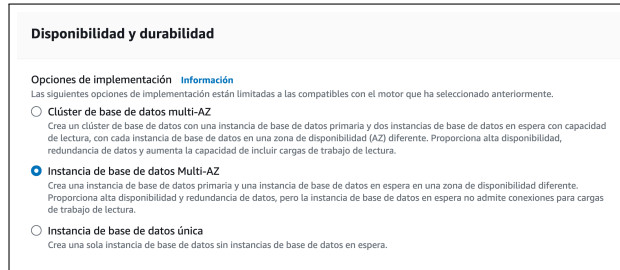 Disponibilidad y durabilidad
Opciones de implementación Información
Las siguientes opciones de implementación están limitadas a las compatibles con el motor que ha seleccionado anteriormente.
Clúster de base de datos multi-AZ
Crea un clúster de base de datos con una instancia de base de datos primaria y dos instancias de base de datos en espera con capacidad
de lectura, con cada instancia de base de datos en una zona de disponibilidad (AZ) diferente. Proporciona alta disponibilidad,
redundancia de datos y aumenta la capacidad de incluir cargas de trabajo de lectura.
Instancia de base de datos Multi-AZ
Crea una instancia de base de datos primaria y una instancia de base de datos en espera en una zona de disponibilidad diferente.
Proporciona alta disponibilidad y redundancia de datos, pero la instancia de base de datos en espera no admite conexiones para cargas
de trabajo de lectura.
Instancia de base de datos única
Crea una sola instancia de base de datos sin instancias de base de datos en espera.